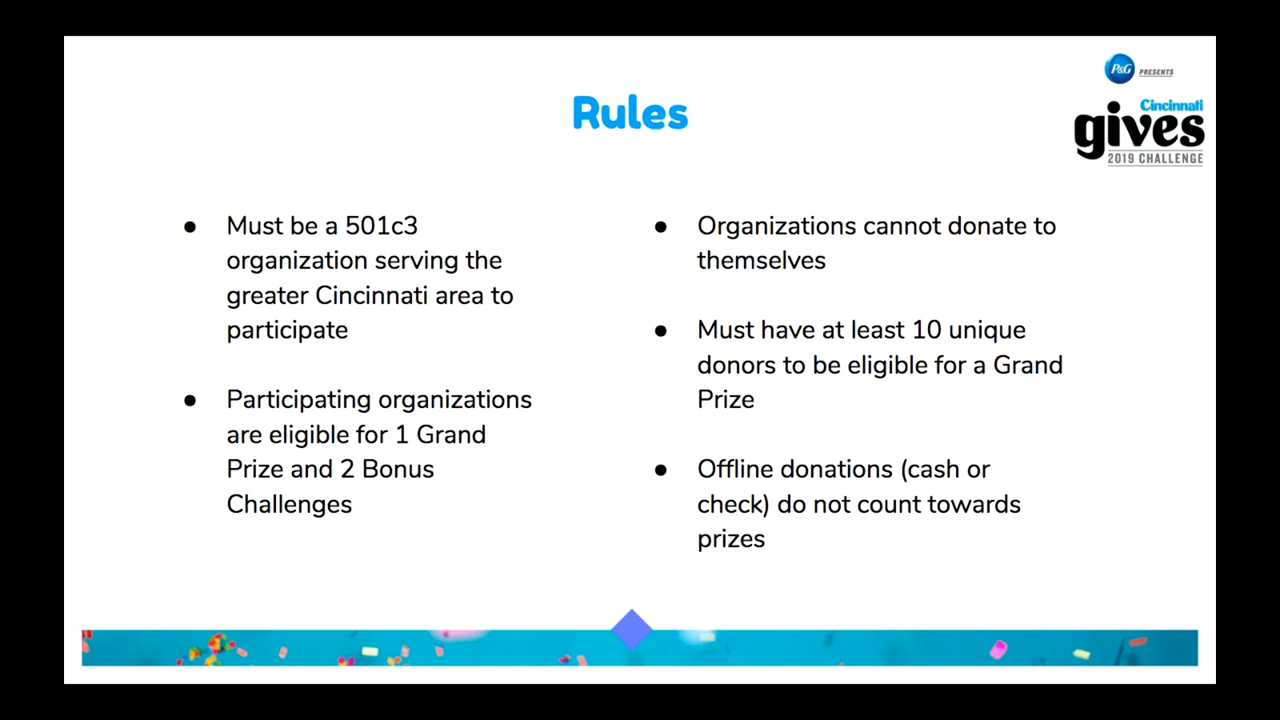 P&G PRESENTS
Cincinnati
gives
2019 CHALLENGE
Rules
● Must be a 501c3
organization serving the
greater Cincinnati area to
participate
● Participating organizations
are eligible for 1 Grand
Prize and 2 Bonus
Challenges
● Organizations cannot donate to
themselves
● Must have at least 10 unique
donors to be eligible for a Grand
Prize
● Offline donations (cash or
check) do not count towards
prizes